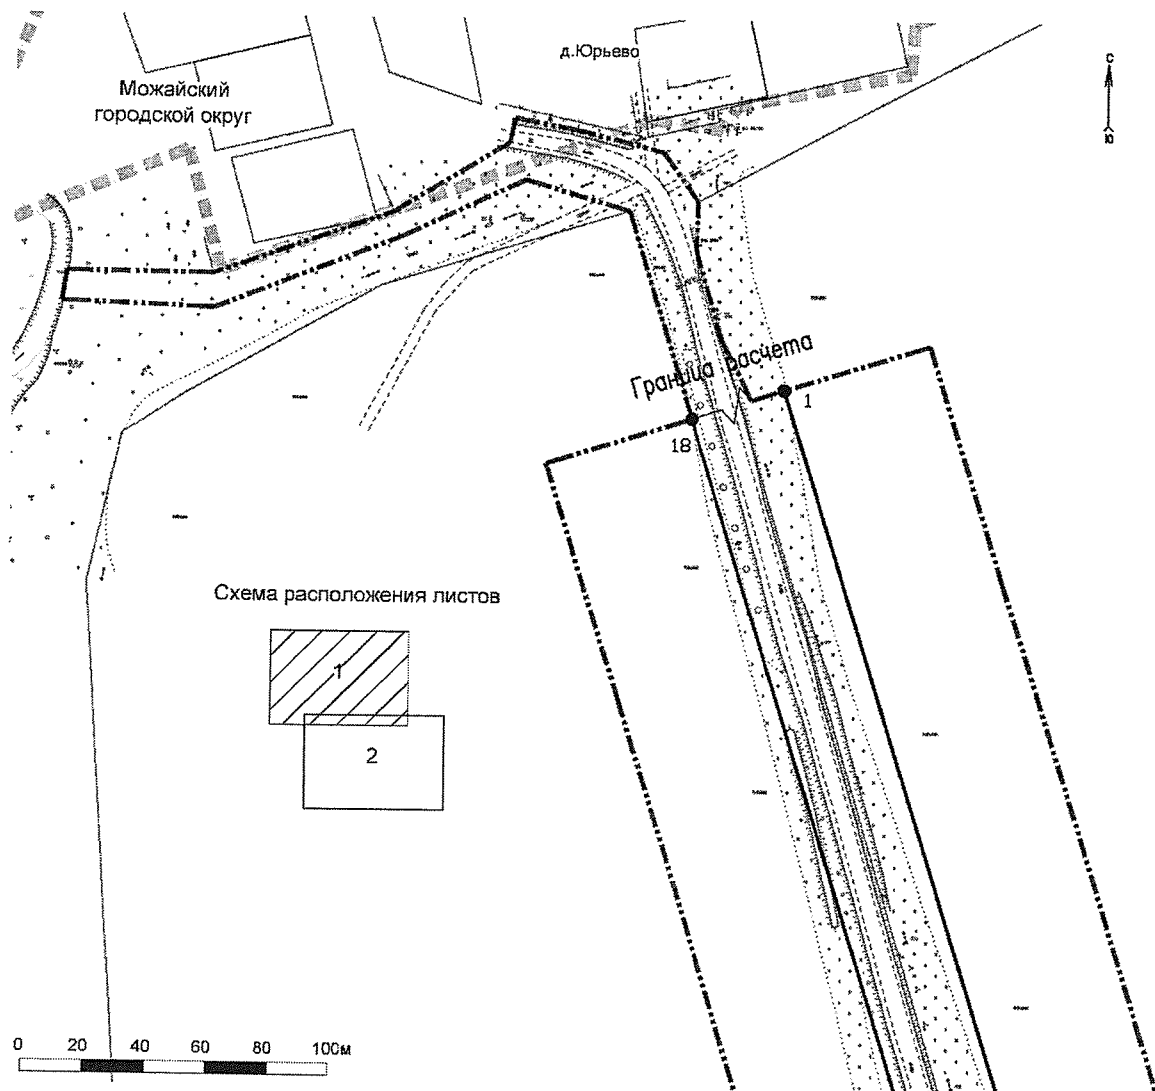 д.Юрьево
с
Можайский
городской округ
ю
Граница расчета
1
18
Схема расположения листов
1
2
0 20 40 60 80 100м